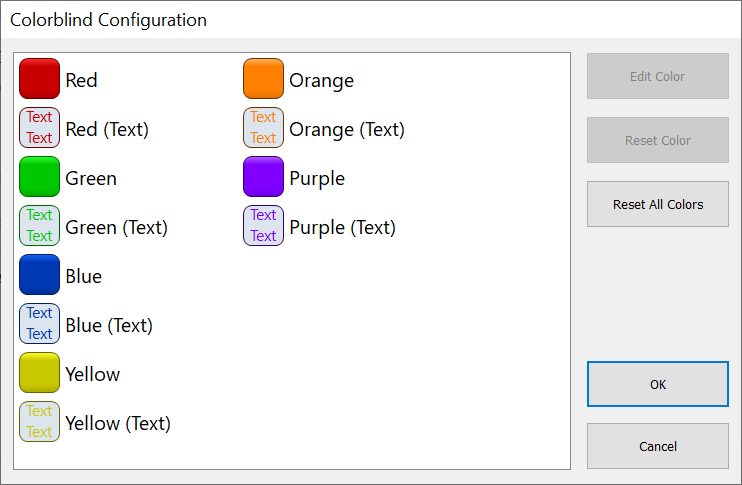 Colorblind Configuration
Red
Text
Text
Red (Text)
Green
Text
Text
Green (Text)
Blue
Text
Text
Blue (Text)
Yellow
Text
Text
Yellow (Text)
Orange
Text
Text
Orange (Text)
Purple
Text
Text
Purple (Text)
Edit Color
Reset Color
Reset All Colors
OK
Cancel